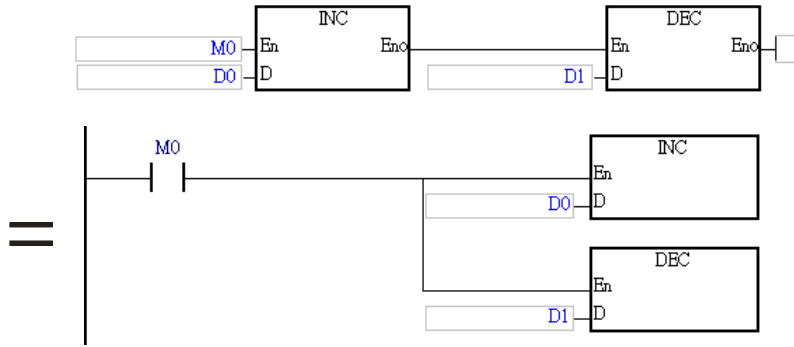 INC DEC
M0 En Eno En Eno
D0 D D1 D
M0 INC
En
D0 D
DEC
En
D1 D
=